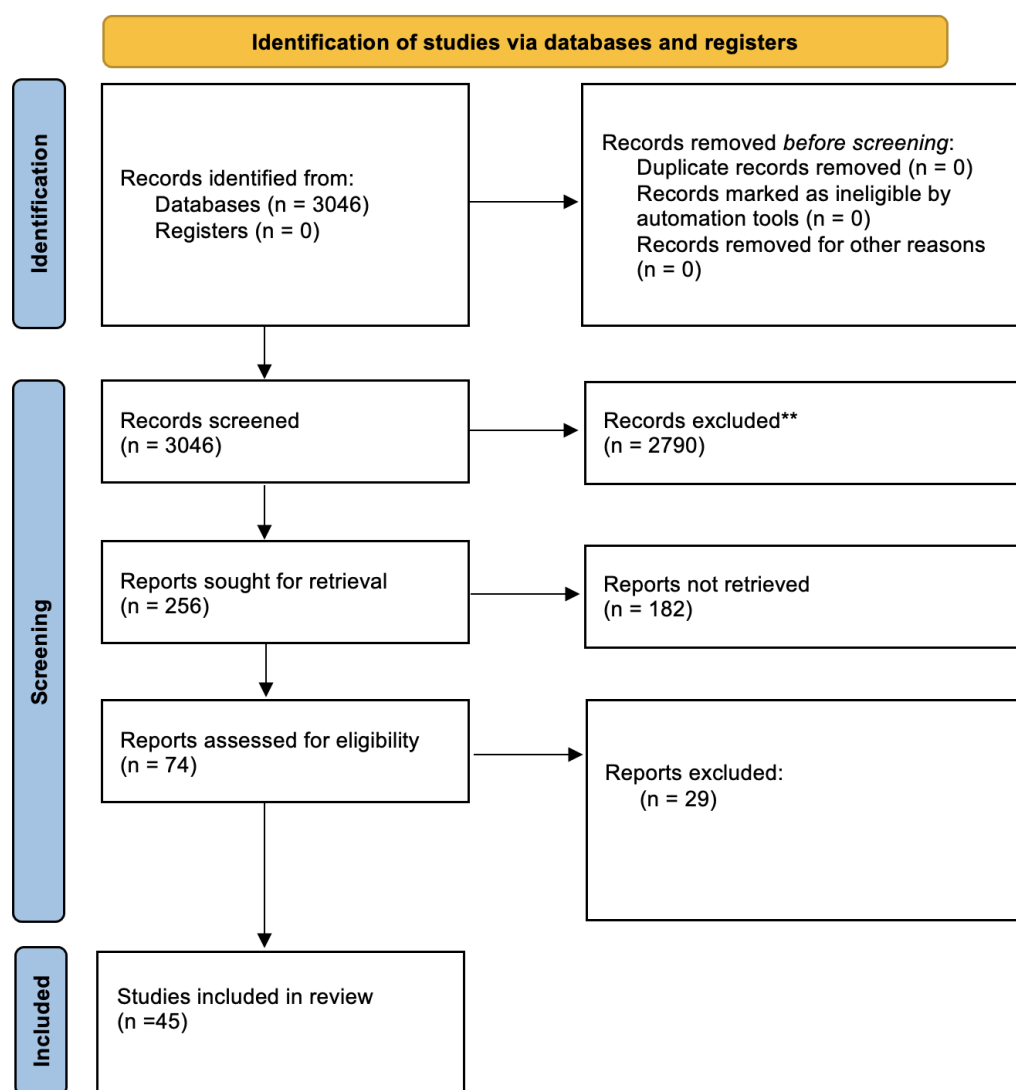 Identification of studies via databases and registers
Identification
Records identified from:
Databases (n = 3046)
Registers (n = 0)
Records removed before screening:
Duplicate records removed (n = 0)
Records marked as ineligible by
automation tools (n = 0)
Records removed for other reasons
(n = 0)
Screening
Records screened
(n = 3046)
Records excluded**
(n = 2790)
Reports sought for retrieval
(n = 256)
Reports not retrieved
(n = 182)
Reports assessed for eligibility
(n = 74)
Reports excluded:
(n = 29)
Included
Studies included in review
(n =45)